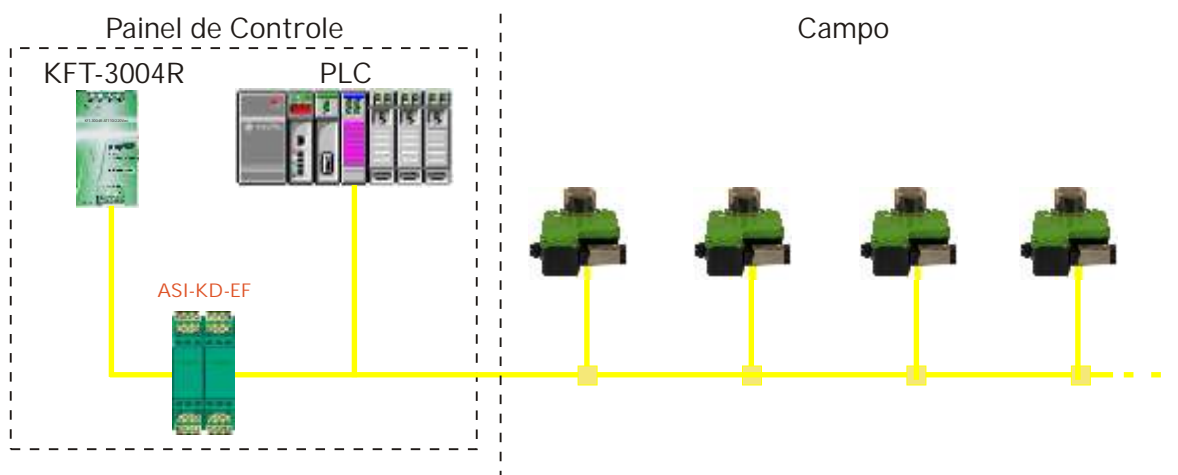 Painel de Controle
Campo
KFT-3004R
PLC
ASI-KD-EF